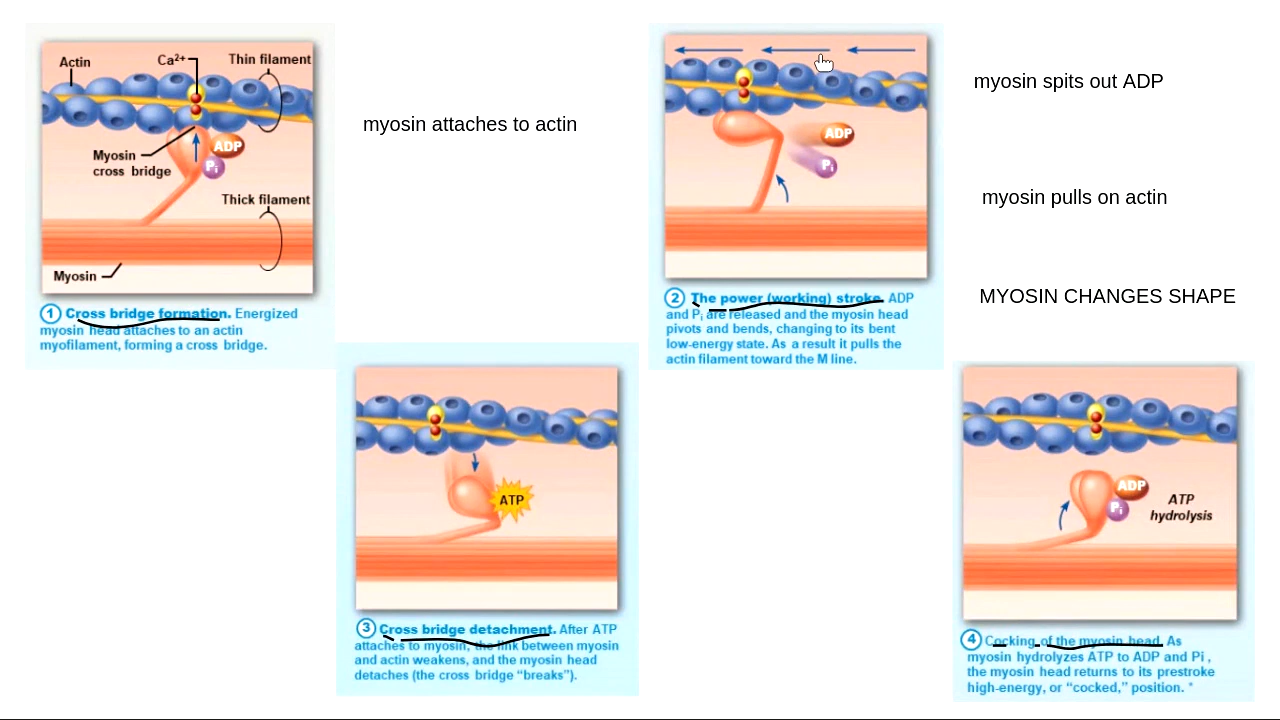 Actin
Ca2+
Thin filament
ADP
Pi
Myosin
cross bridge
Thick filament
Myosin
1 Cross bridge formation. Energized
myosin head attaches to an actin
myofilament, forming a cross bridge.
myosin attaches to actin
ADP
Pi
2 The power (working) stroke. ADP
and Pi are released and the myosin head
pivots and bends, changing to its bent
low-energy state. As a result it pulls the
actin filament toward the M line.
myosin spits out ADP
myosin pulls on actin
MYOSIN CHANGES SHAPE
ATP
3 Cross bridge detachment. After ATP
attaches to myosin, the link between myosin
and actin weakens, and the myosin head
detaches (the cross bridge “breaks”).
ADP
Pi
ATP
hydrolysis
4 Cocking of the myosin head. As
myosin hydrolyzes ATP to ADP and Pi ,
the myosin head returns to its prestroke
high-energy, or “cocked,” position. *